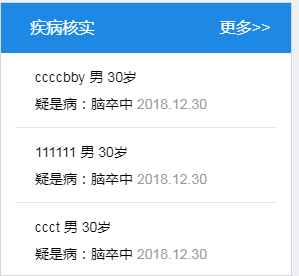 疾病核实 更多>>
ccccbby 男 30岁
疑是病：脑卒中 2018.12.30
111111 男 30岁
疑是病：脑卒中 2018.12.30
ccct 男 30岁
疑是病：脑卒中 2018.12.30